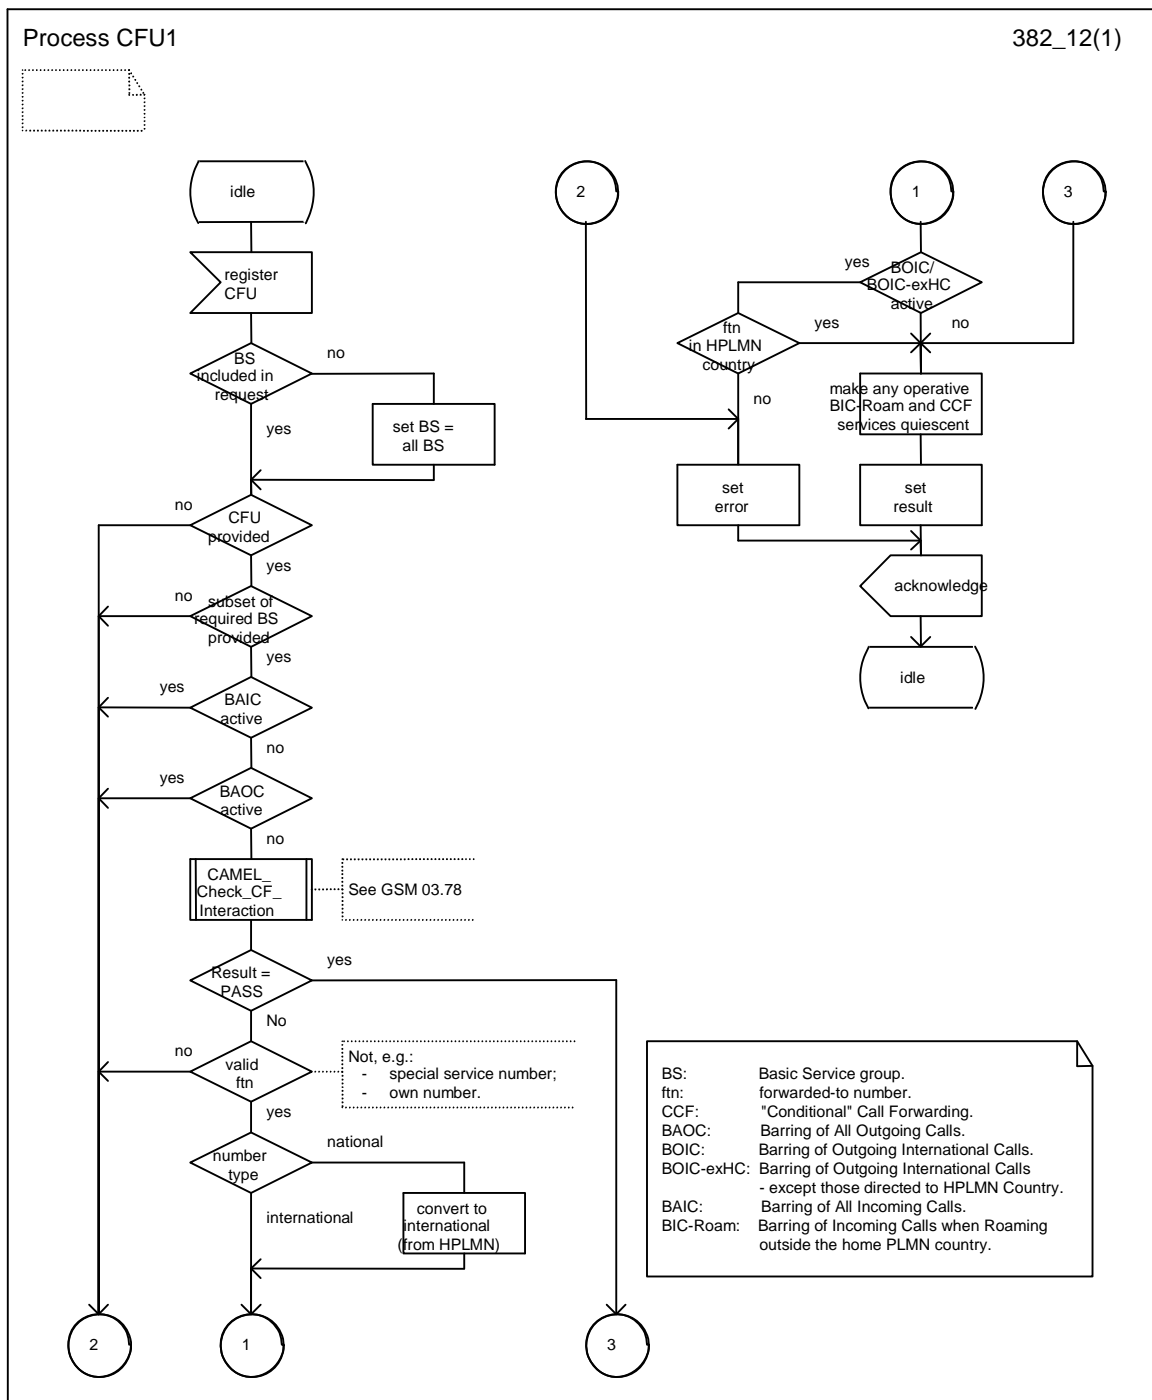 Process CFU1
382_12(1)
idle
register
CFU
BS
included in
request
no
yes
set BS =
all BS
CFU
provided
no
yes
subset of
required BS
provided
no
yes
BAIC
active
yes
no
BAOC
active
yes
no
CAMEL_
Check_CF_
Interaction
See GSM 03.78
Result =
PASS
yes
No
valid
ftn
no
yes
Not, e.g.:
- special service number;
- own number.
number
type
national
international
convert to
international
(from HPLMN)
2
1
3
2
1
3
BOIC/
BOIC-exHC
active
yes
no
ftn
in HPLMN
country
yes
no
make any operative
BIC-Roam and CCF
services quiescent
set
error
set
result
acknowledge
idle
BS: Basic Service group.
ftn: forwarded-to number.
CCF: "Conditional" Call Forwarding.
BAOC: Barring of All Outgoing Calls.
BOIC: Barring of Outgoing International Calls.
BOIC-exHC: Barring of Outgoing International Calls
- except those directed to HPLMN Country.
BAIC: Barring of All Incoming Calls.
BIC-Roam: Barring of Incoming Calls when Roaming
outside the home PLMN country.